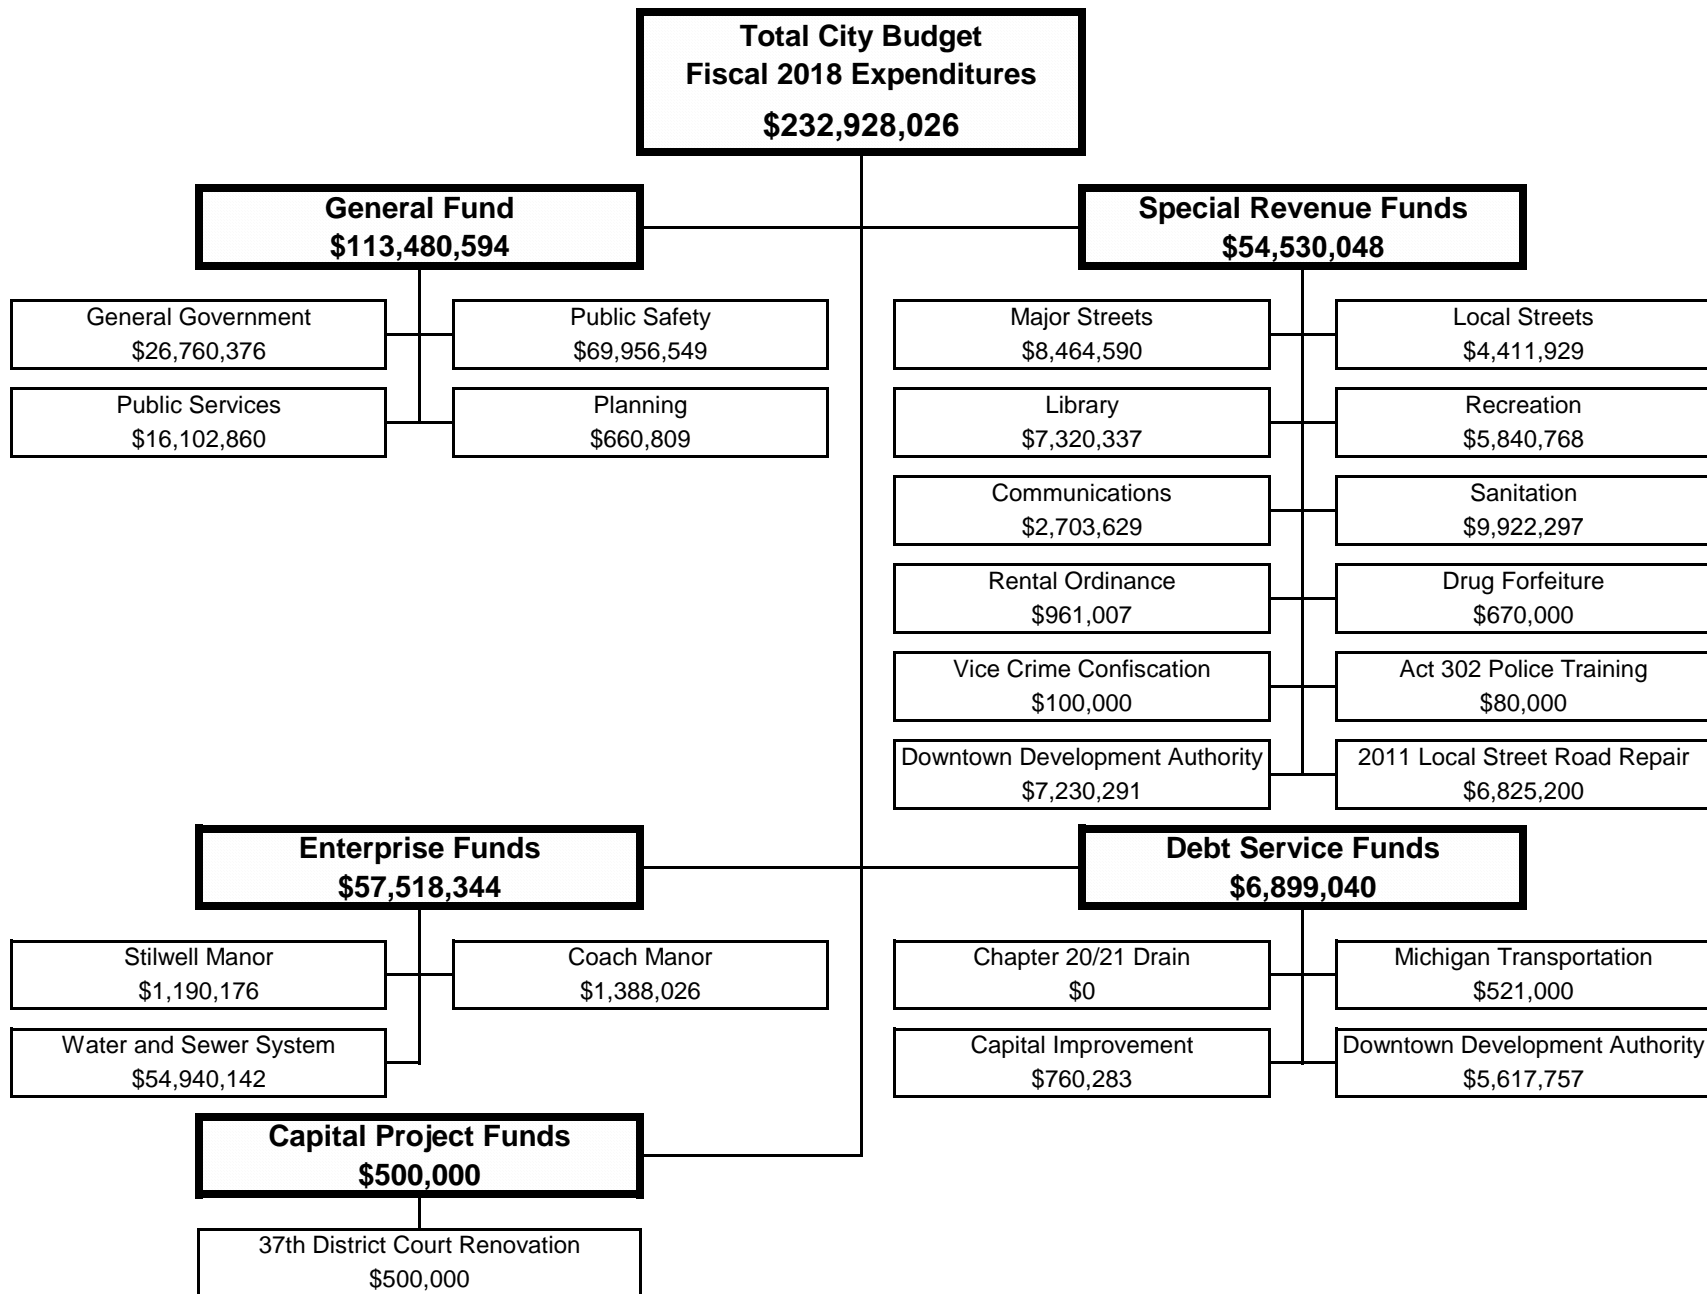 Total City Budget
Fiscal 2018 Expenditures
$232,928,026
General Fund
$113,480,594
Special Revenue Funds
$54,530,048
General Government
$26,760,376
Public Safety
$69,956,549
Public Services
$16,102,860
Planning
$660,809
Major Streets
$8,464,590
Local Streets
$4,411,929
Library
$7,320,337
Recreation
$5,840,768
Communications
$2,703,629
Sanitation
$9,922,297
Rental Ordinance
$961,007
Drug Forfeiture
$670,000
Vice Crime Confiscation
$100,000
Act 302 Police Training
$80,000
Downtown Development Authority
$7,230,291
2011 Local Street Road Repair
$6,825,200
Enterprise Funds
$57,518,344
Debt Service Funds
$6,899,040
Stilwell Manor
$1,190,176
Coach Manor
$1,388,026
Water and Sewer System
$54,940,142
Chapter 20/21 Drain
$0
Michigan Transportation
$521,000
Capital Improvement
$760,283
Downtown Development Authority
$5,617,757
Capital Project Funds
$500,000
37th District Court Renovation
$500,000